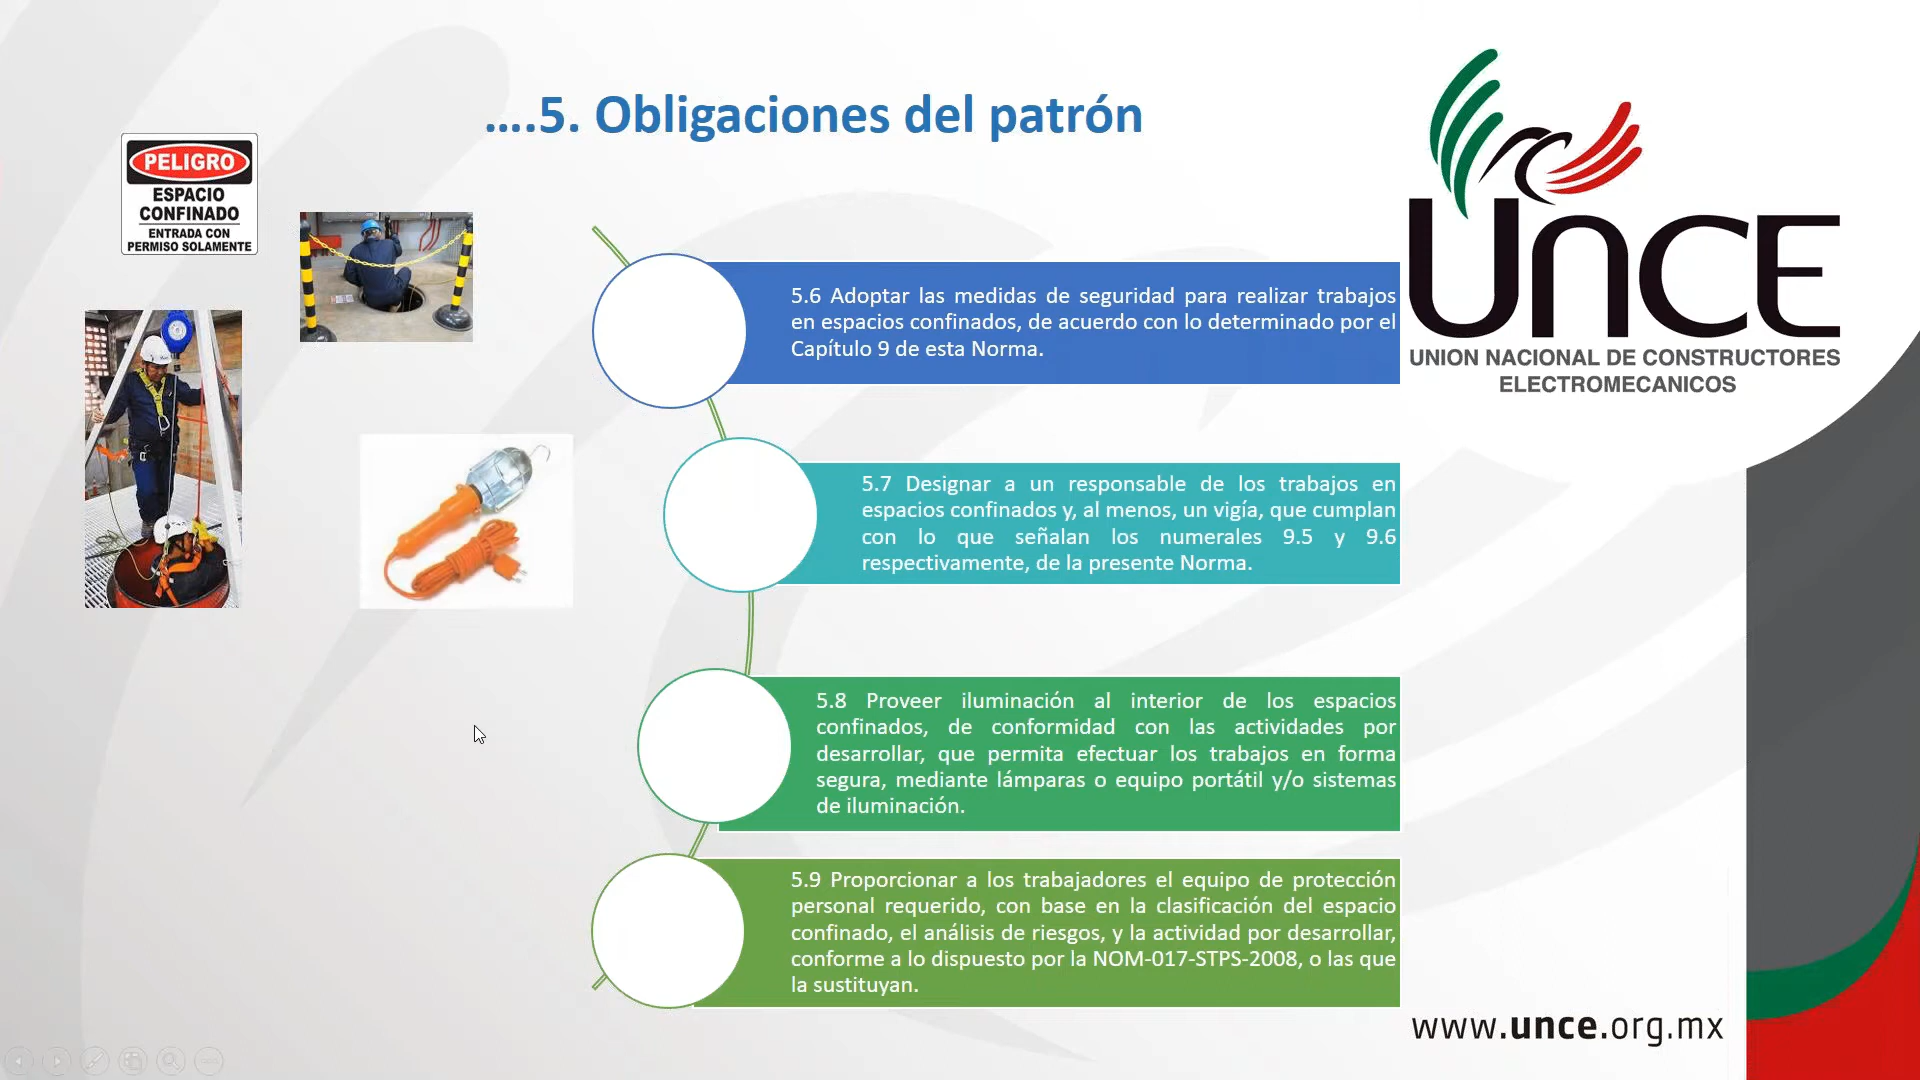 ….5. Obligaciones del patrón
PELIGRO
ESPACIO
CONFINADO
ENTRADA CON
PERMISO SOLAMENTE
5.6 Adoptar las medidas de seguridad para realizar trabajos
en espacios confinados, de acuerdo con lo determinado por el
Capítulo 9 de esta Norma.
5.7 Designar a un responsable de los trabajos en
espacios confinados y, al menos, un vigía, que cumplan
con lo que señalan los numerales 9.5 y 9.6
respectivamente, de la presente Norma.
5.8 Proveer iluminación al interior de los espacios
confinados, de conformidad con las actividades por
desarrollar, que permita efectuar los trabajos en forma
segura, mediante lámparas o equipo portátil y/o sistemas
de iluminación.
5.9 Proporcionar a los trabajadores el equipo de protección
personal requerido, con base en la clasificación del espacio
confinado, el análisis de riesgos, y la actividad por desarrollar,
conforme a lo dispuesto por la NOM-017-STPS-2008, o las que
la sustituyan.
UNCE
UNION NACIONAL DE CONSTRUCTORES
ELECTROMECANICOS
www.unce.org.mx